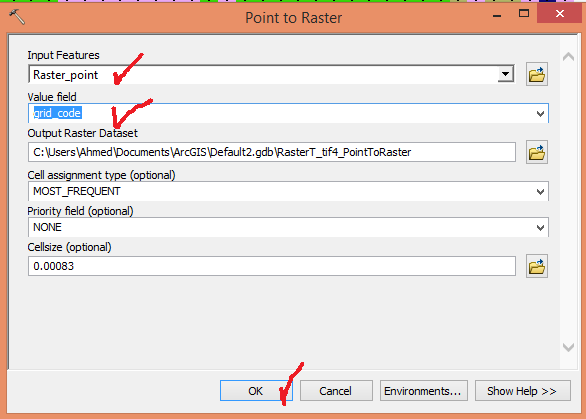 Point to Raster
Input Features
Raster_point
Value field
grid_code
Output Raster Dataset
C:\Users\Ahmed\Documents\ArcGIS\Default2.gdb\RasterT_tif4_PointToRaster
Cell assignment type (optional)
MOST_FREQUENT
Priority field (optional)
NONE
Cellsize (optional)
0.00083
OK
Cancel
Environments...
Show Help >>